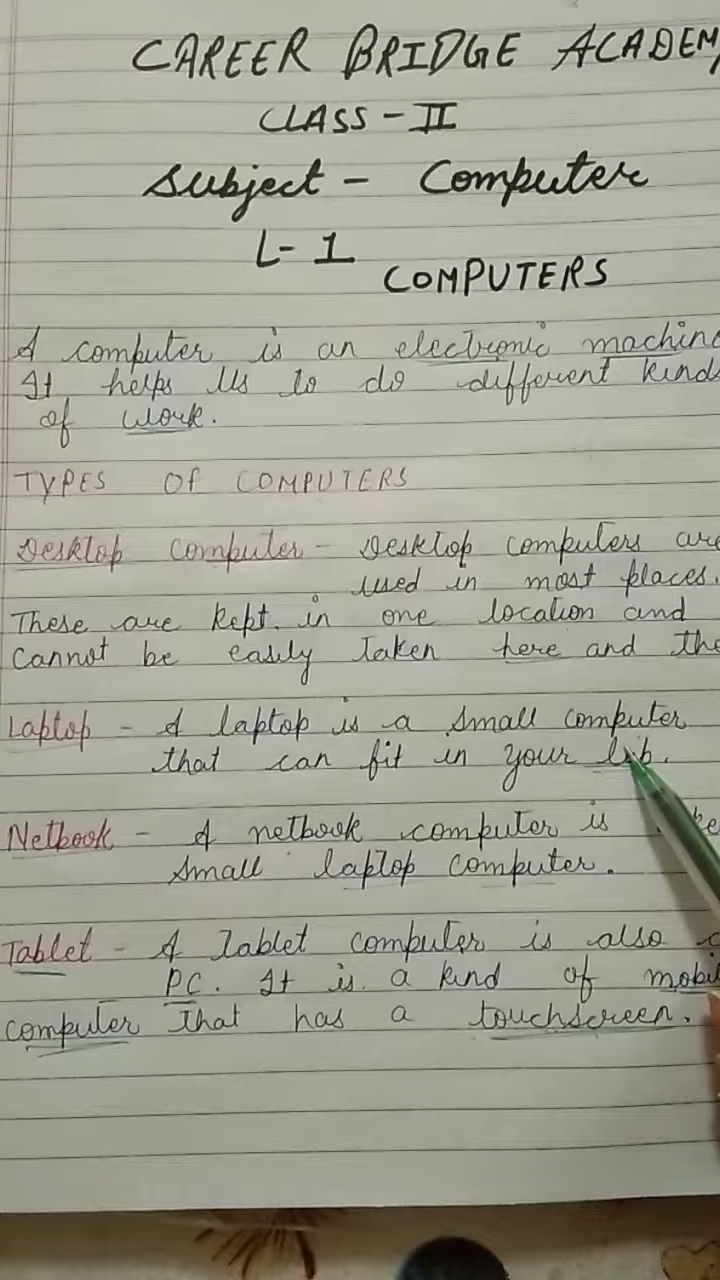 CAREER BRIDGE ACADEM
CLASS - II
Subject - Computer
L- 1
COMPUTERS
A computer is an electronic machine
It helps us to do different kinds
of work.
TYPES OF COMPUTERS
Desktop Computer - Desktop computers are
used in most places.
These are kept in one location and
cannot be easily taken here and the
Laptop - A laptop is a small computer
that can fit in your
Netbook - A netbook computer is
small laptop computer.
Tablet - A Tablet computer is also a
PC. It is a kind of mobil
computer that has a touchscreen.